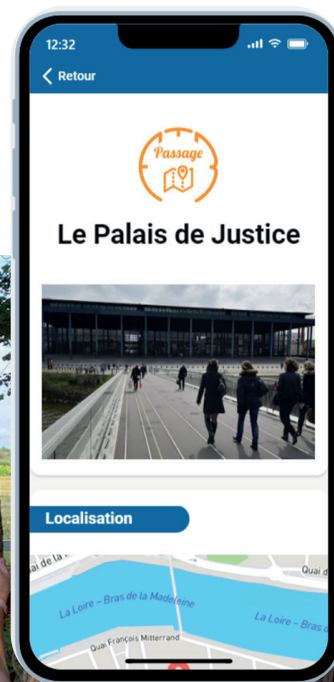 12:32
Retour
Passage
Le Palais de Justice
Localisation
Quai d
La Loire – Bras de la Madeleine
La Loire – Bras d
Quai François Mitterrand